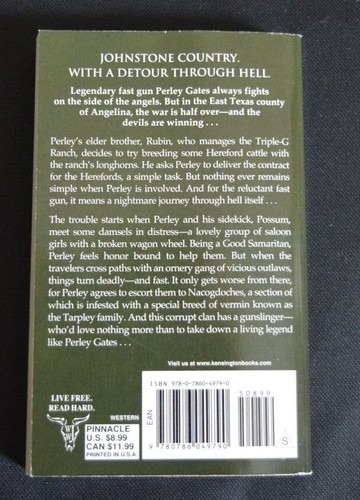 JOHNSTONE COUNTRY.
WITH A DETOUR THROUGH HELL.
Legendary fast gun Perley Gates always fights
on the side of the angels. But in the East Texas county
of Angelina, the war is half over—and the
devils are winning . . .
Perley's elder brother, Rubin, who manages the Triple-G
Ranch, decides to try breeding some Hereford cattle with
the ranch's longhorns. He asks Perley to deliver the contract
for the Herefords, a simple task. But nothing ever remains
simple when Perley is involved. And for the reluctant fast
gun, it means a nightmare journey through hell itself . . .
The trouble starts when Perley and his sidekick, Possum,
meet some damsels in distress—a lovely group of saloon
girls with a broken wagon wheel. Being a Good Samaritan,
Perley feels honor bound to help them. But when the
travelers cross paths with an ornery gang of vicious outlaws,
things turn deadly—and fast. It only gets worse from there,
for Perley agrees to escort them to Nacogdoches, a section of
which is infested with a special breed of vermin known as
the Tarpley family. And this corrupt clan has a gunslinger—
who'd love nothing more than to take down a living legend
like Perley Gates . . .
Visit us at www.kensingtonbooks.com
ISBN 978-0-7860-4979-0
50899
EAN
9 780786 049790
S
LIVE FREE.
READ HARD.
WESTERN
PINNACLE
U.S. $8.99
CAN $11.99
PRINTED IN U.S.A.